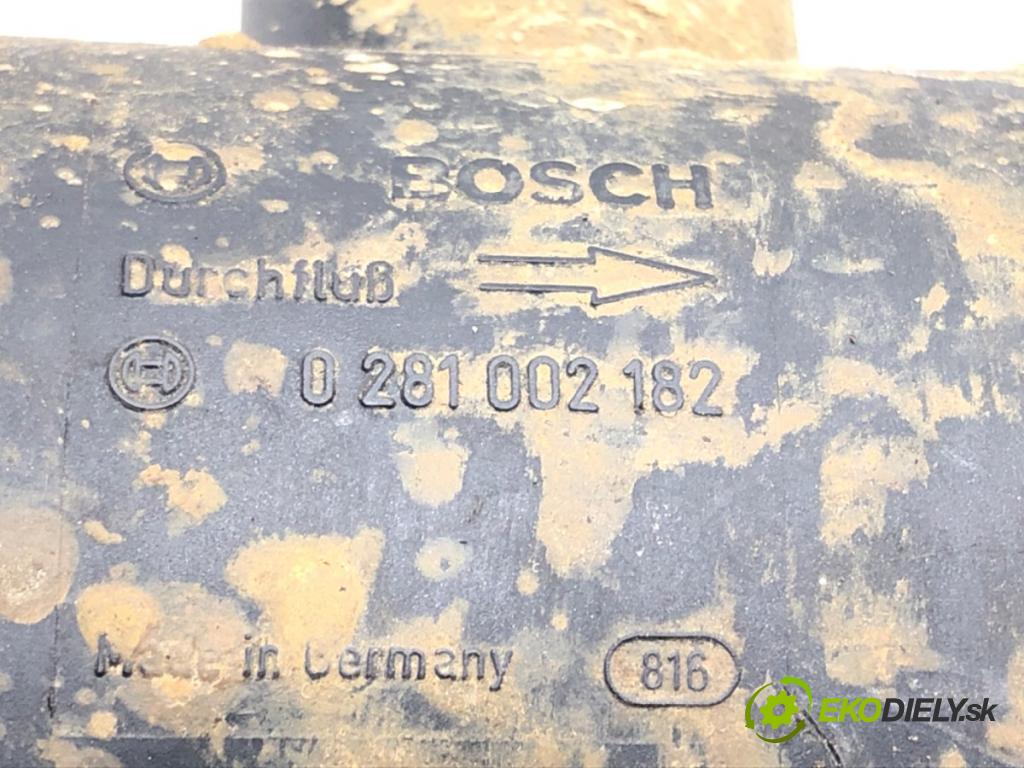 BOSCH
Durchfluß
0 281 002 182
Made in Germany
816
EKODIELY.sk